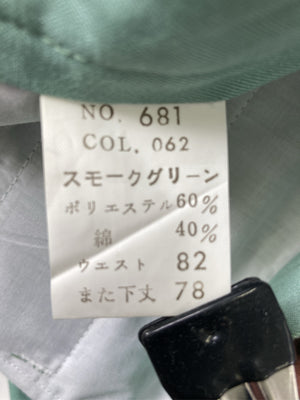 NO. 681
COL. 062
スモークグリーン
ポリエステル60%
綿 40%
ウエスト 82
また下丈 78